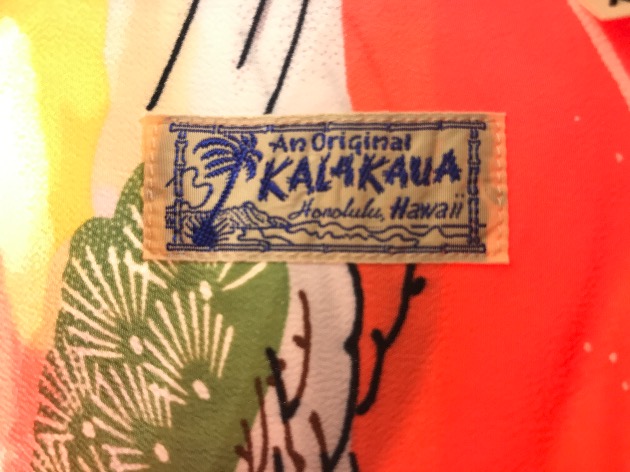 An Original
KALAKAUA
Honolulu, Hawaii